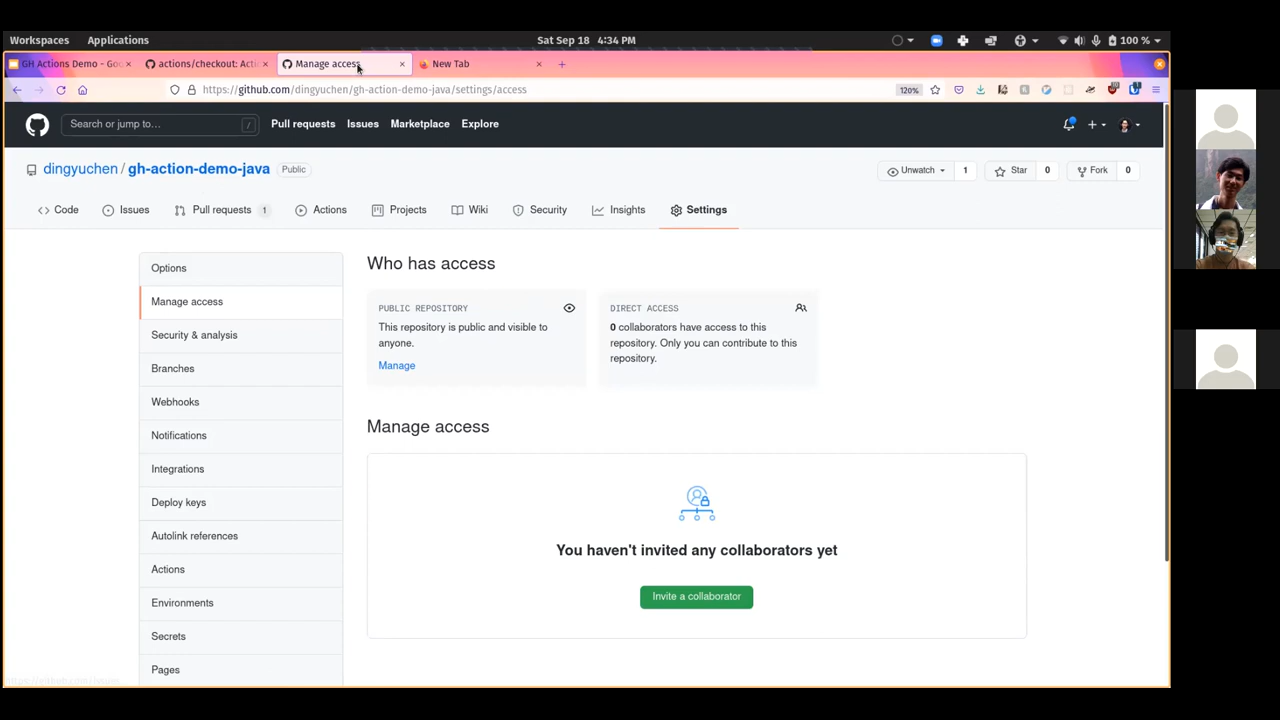 Workspaces Applications Sat Sep 18 4:34 PM 100 %
GH Actions Demo - Goo actions/checkout: Acti Manage access New Tab
https://github.com/dingyuchen/gh-action-demo-java/settings/access 120%
Search or jump to… / Pull requests Issues Marketplace Explore
dingyuchen / gh-action-demo-java Public Unwatch 1 Star 0 Fork 0
Code Issues Pull requests 1 Actions Projects Wiki Security Insights Settings
Options
Manage access
Security & analysis
Branches
Webhooks
Notifications
Integrations
Deploy keys
Autolink references
Actions
Environments
Secrets
Pages
Who has access
PUBLIC REPOSITORY
This repository is public and visible to
anyone.
Manage
DIRECT ACCESS
0 collaborators have access to this
repository. Only you can contribute to this
repository.
Manage access
You haven't invited any collaborators yet
Invite a collaborator